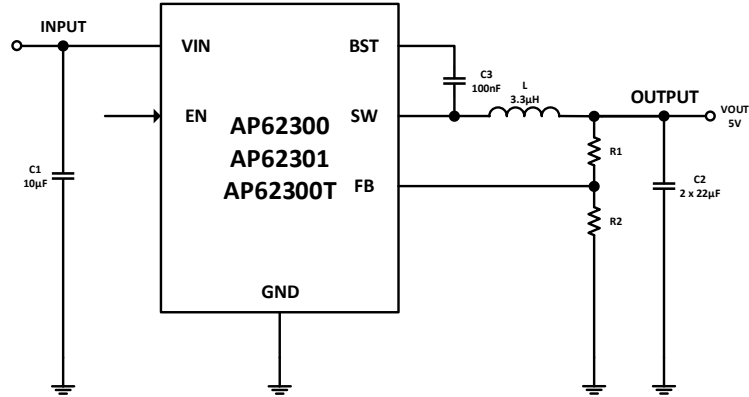 INPUT
VIN
BST
C3
100nF
L
3.3µH
OUTPUT
VOUT
5V
EN
SW
AP62300
AP62301
AP62300T
R1
C1
10µF
FB
C2
2 x 22µF
R2
GND